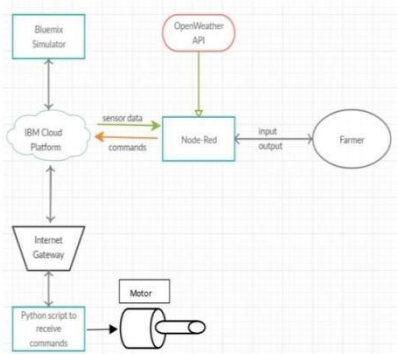 Bluemix
Simulator
OpenWeather
API
IBM Cloud
Platform
sensor data
commands
Node-Red
input
output
Farmer
Internet
Gateway
Motor
Python script to
receive
commands